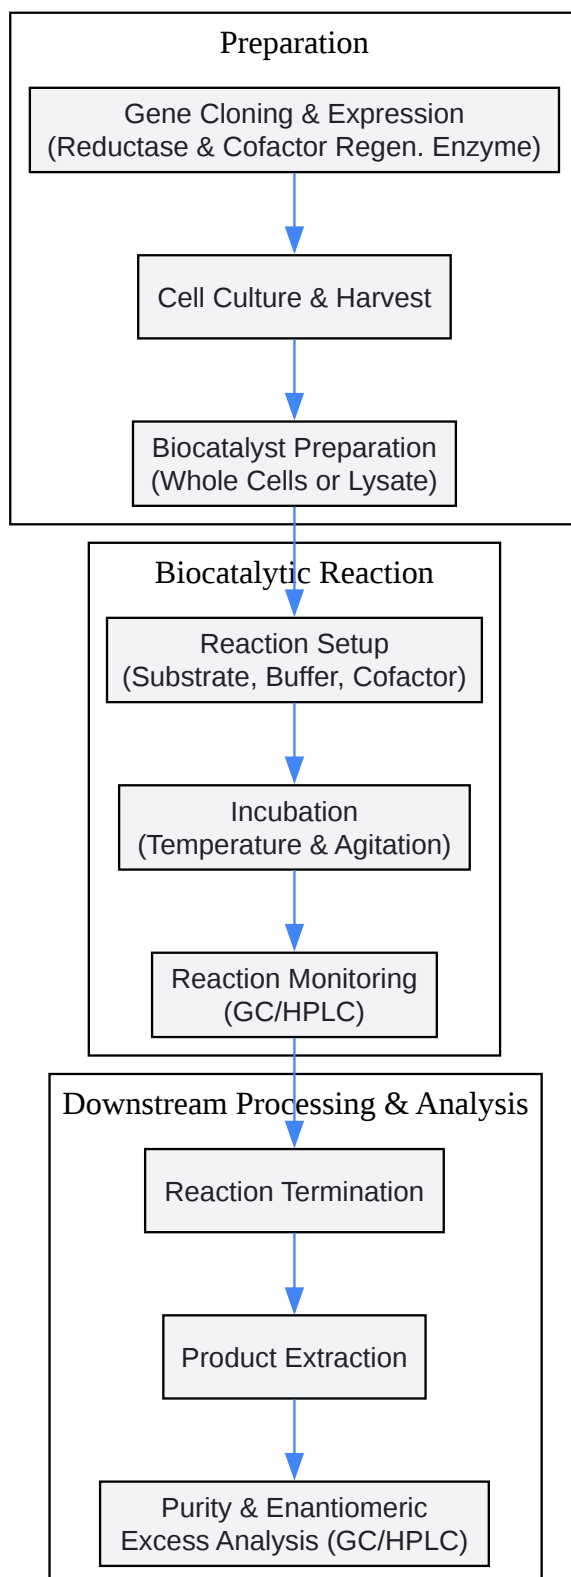 Preparation
Gene Cloning & Expression
(Reductase & Cofactor Regen. Enzyme)
Cell Culture & Harvest
Biocatalyst Preparation
(Whole Cells or Lysate)
Biocatalytic Reaction
Reaction Setup
(Substrate, Buffer, Cofactor)
Incubation
(Temperature & Agitation)
Reaction Monitoring
(GC/HPLC)
Downstream Processing & Analysis
Reaction Termination
Product Extraction
Purity & Enantiomeric
Excess Analysis (GC/HPLC)